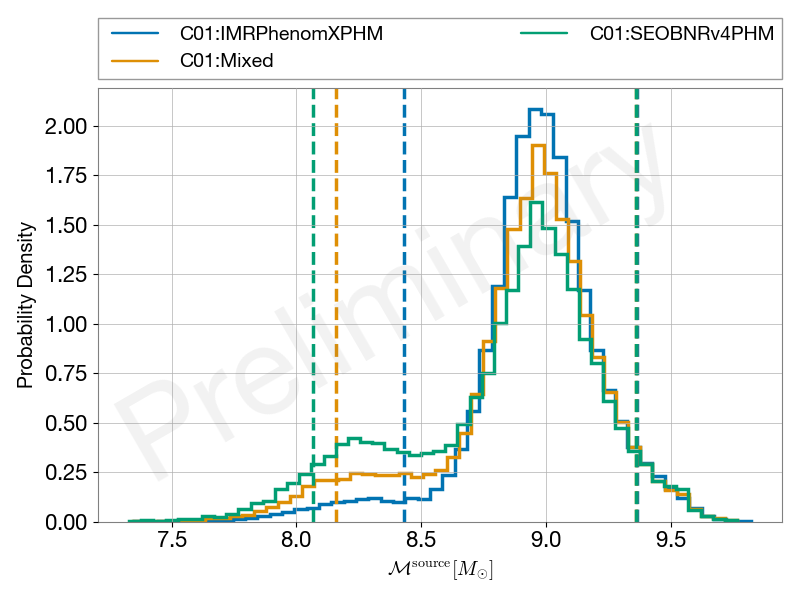 C01:IMRPhenomXPHM C01:SEOBNRv4PHM
C01:Mixed
2.00
1.75
1.50
1.25
1.00
0.75
0.50
0.25
0.00
Probability Density
Preliminary
7.5 8.0 8.5 9.0 9.5
ℳ^source [M_⊙]